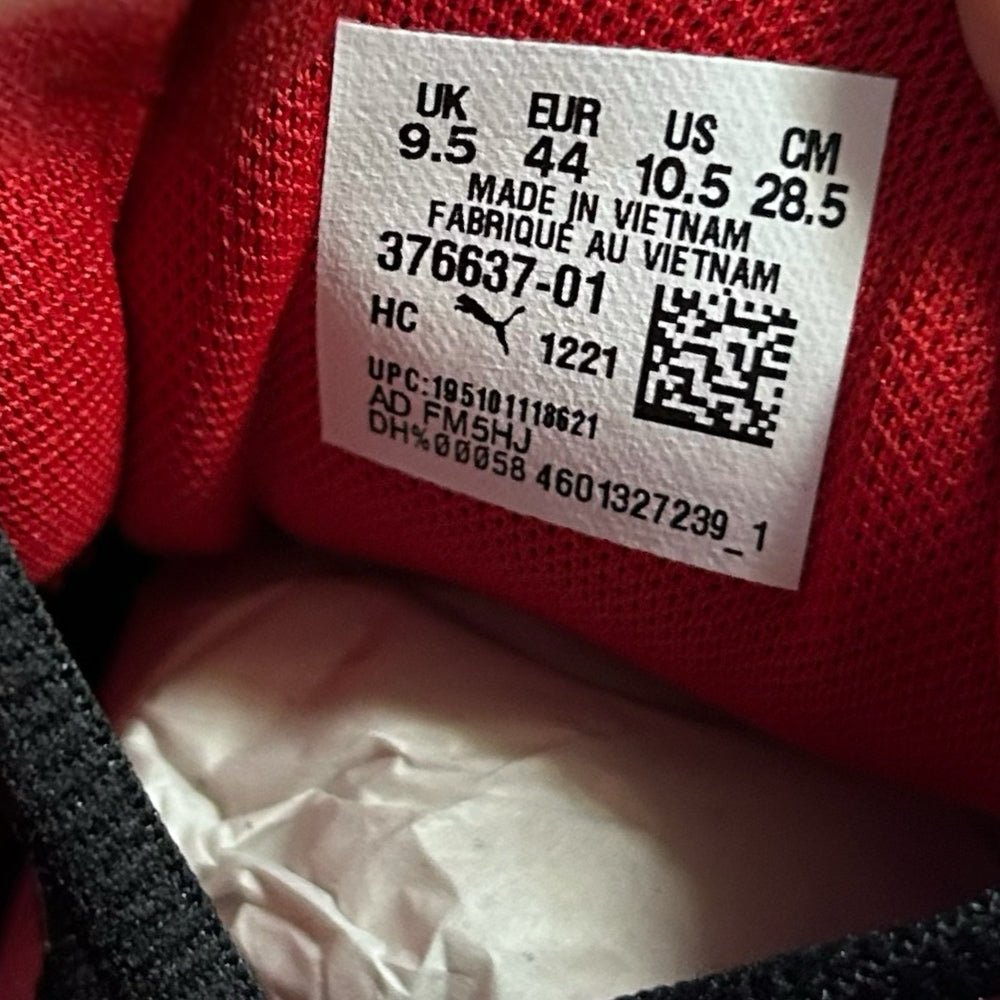 UK EUR US CM
9.5 44 10.5 28.5
MADE IN VIETNAM
FABRIQUÉ AU VIETNAM
376637-01
HC 1221
UPC:195101118621
AD FM5HJ
DH%00058 4601327239_1